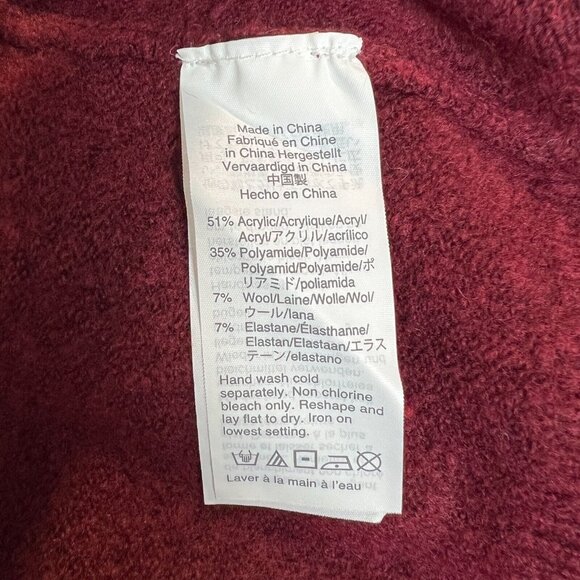 Made in China
Fabriqué en Chine
in China Hergestellt
Vervaardigd in China
中国製
Hecho en China
51% Acrylic/Acrylique/Acryl/
Acryl/アクリル/acrílico
35% Polyamide/Polyamide/
Polyamid/Polyamide/ポ
リアミド/poliamida
7% Wool/Laine/Wolle/Wol/
ウール/lana
7% Elastane/Élasthanne/
Elastan/Elastaan/エラス
テーン/elastano
Hand wash cold
separately. Non chlorine
bleach only. Reshape and
lay flat to dry. Iron on
lowest setting.
Laver à la main à l'eau